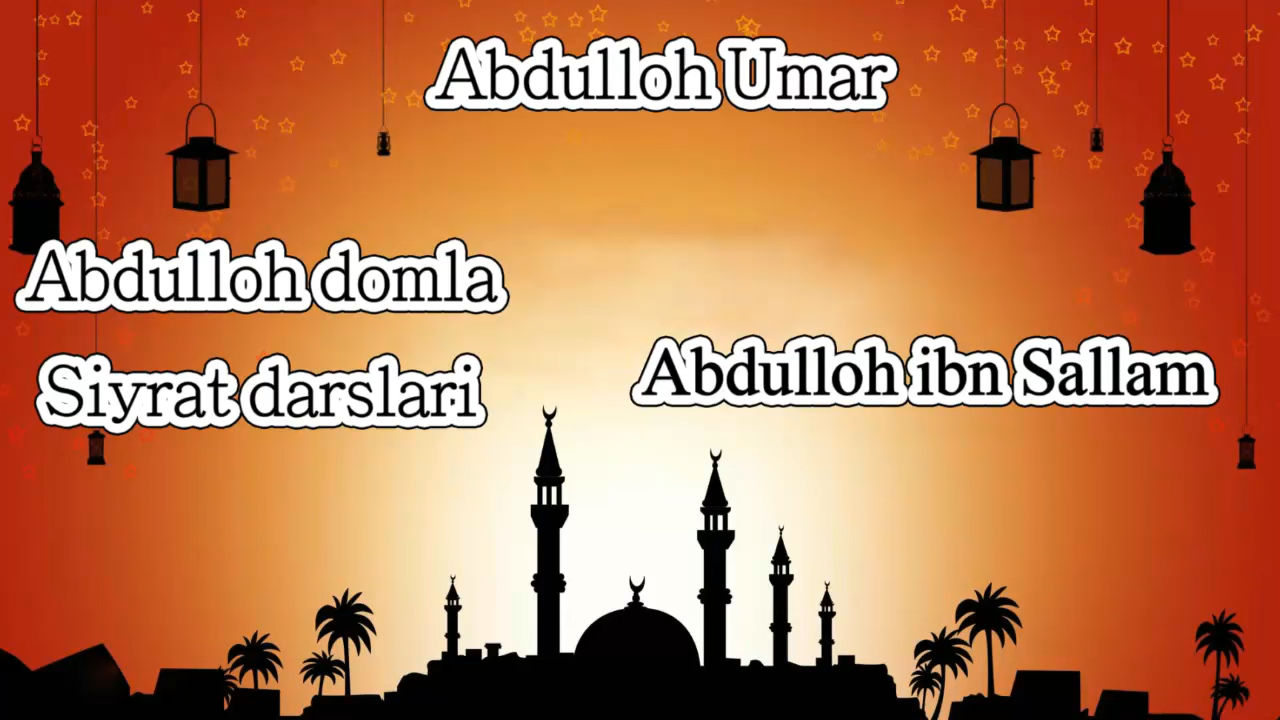 Abdulloh Umar
Abdulloh domla
Siyrat darslari
Abdulloh ibn Sallam